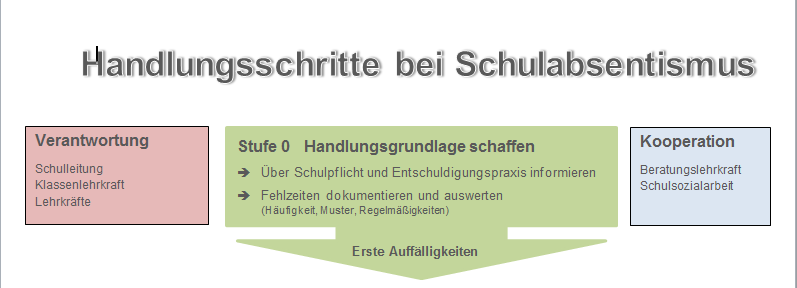 Handlungsschritte bei Schulabsentismus
Verantwortung
Schulleitung
Klassenlehrkraft
Lehrkräfte
Stufe 0 Handlungsgrundlage schaffen
➔ Über Schulpflicht und Entschuldigungspraxis informieren
➔ Fehlzeiten dokumentieren und auswerten
(Häufigkeit, Muster, Regelmäßigkeiten)
Kooperation
Beratungslehrkraft
Schulsozialarbeit
Erste Auffälligkeiten